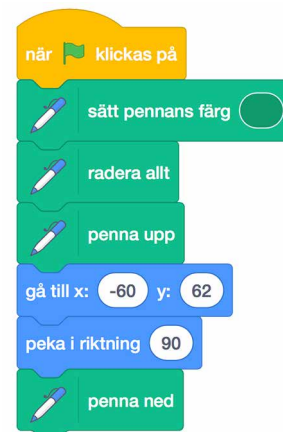 när klickas på
sätt pennans färg
radera allt
penna upp
gå till x: -60 y: 62
peka i riktning 90
penna ned